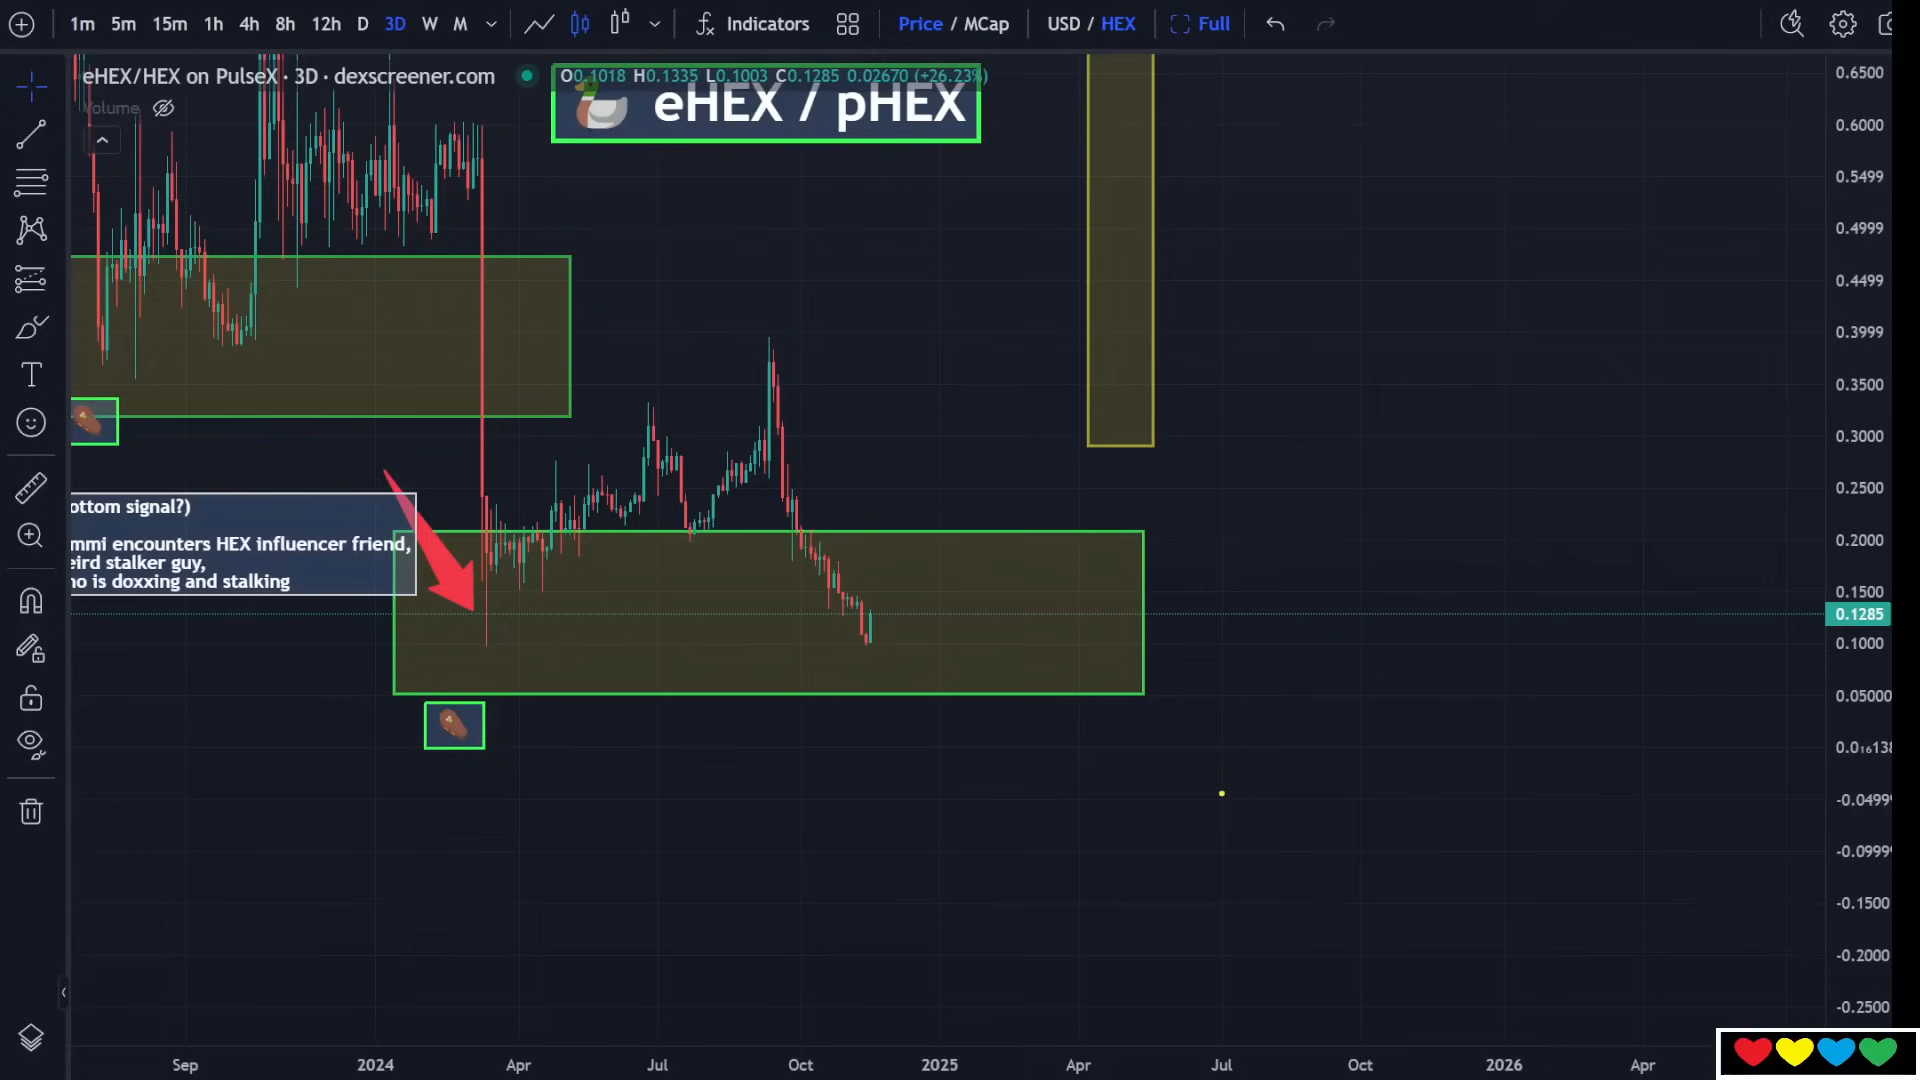 1m 5m 15m 1h 4h 8h 12h D 3D W M Indicators Price / MCap USD / HEX Full
eHEX/HEX on PulseX · 3D · dexscreener.com O0.1018 H0.1335 L0.1003 C0.1285 0.02670 (+26.23%)
Volume
eHEX / pHEX
ottom signal?)
mmi encounters HEX influencer friend,
eird stalker guy,
ho is doxxing and stalking
0.6500
0.6000
0.5499
0.4999
0.4499
0.3999
0.3500
0.3000
0.2500
0.2000
0.1500
0.1285
0.1000
0.05000
0.0₁₆138
-0.0499
-0.0999
-0.1500
-0.2000
-0.2500
Sep 2024 Apr Jul Oct 2025 Apr Jul Oct 2026 Apr